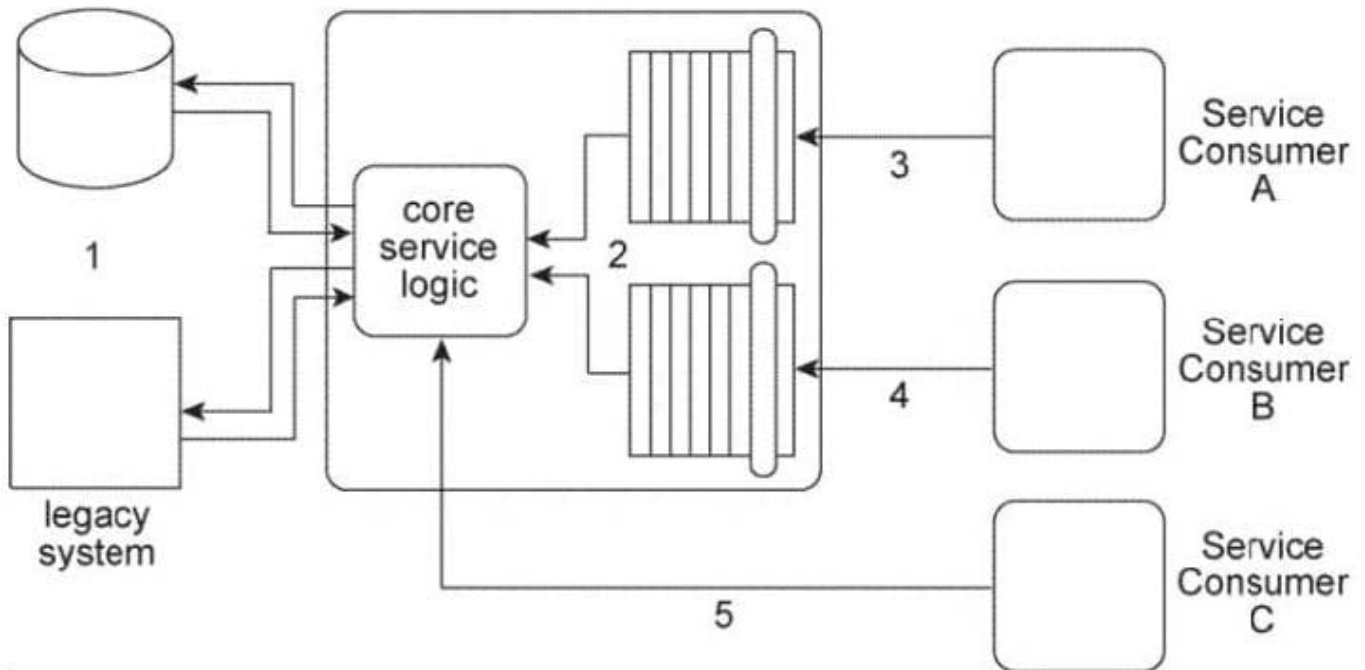 Service
Consumer
A
3
core
service
logic
2
1
Service
Consumer
B
4
legacy
system
Service
Consumer
C
5